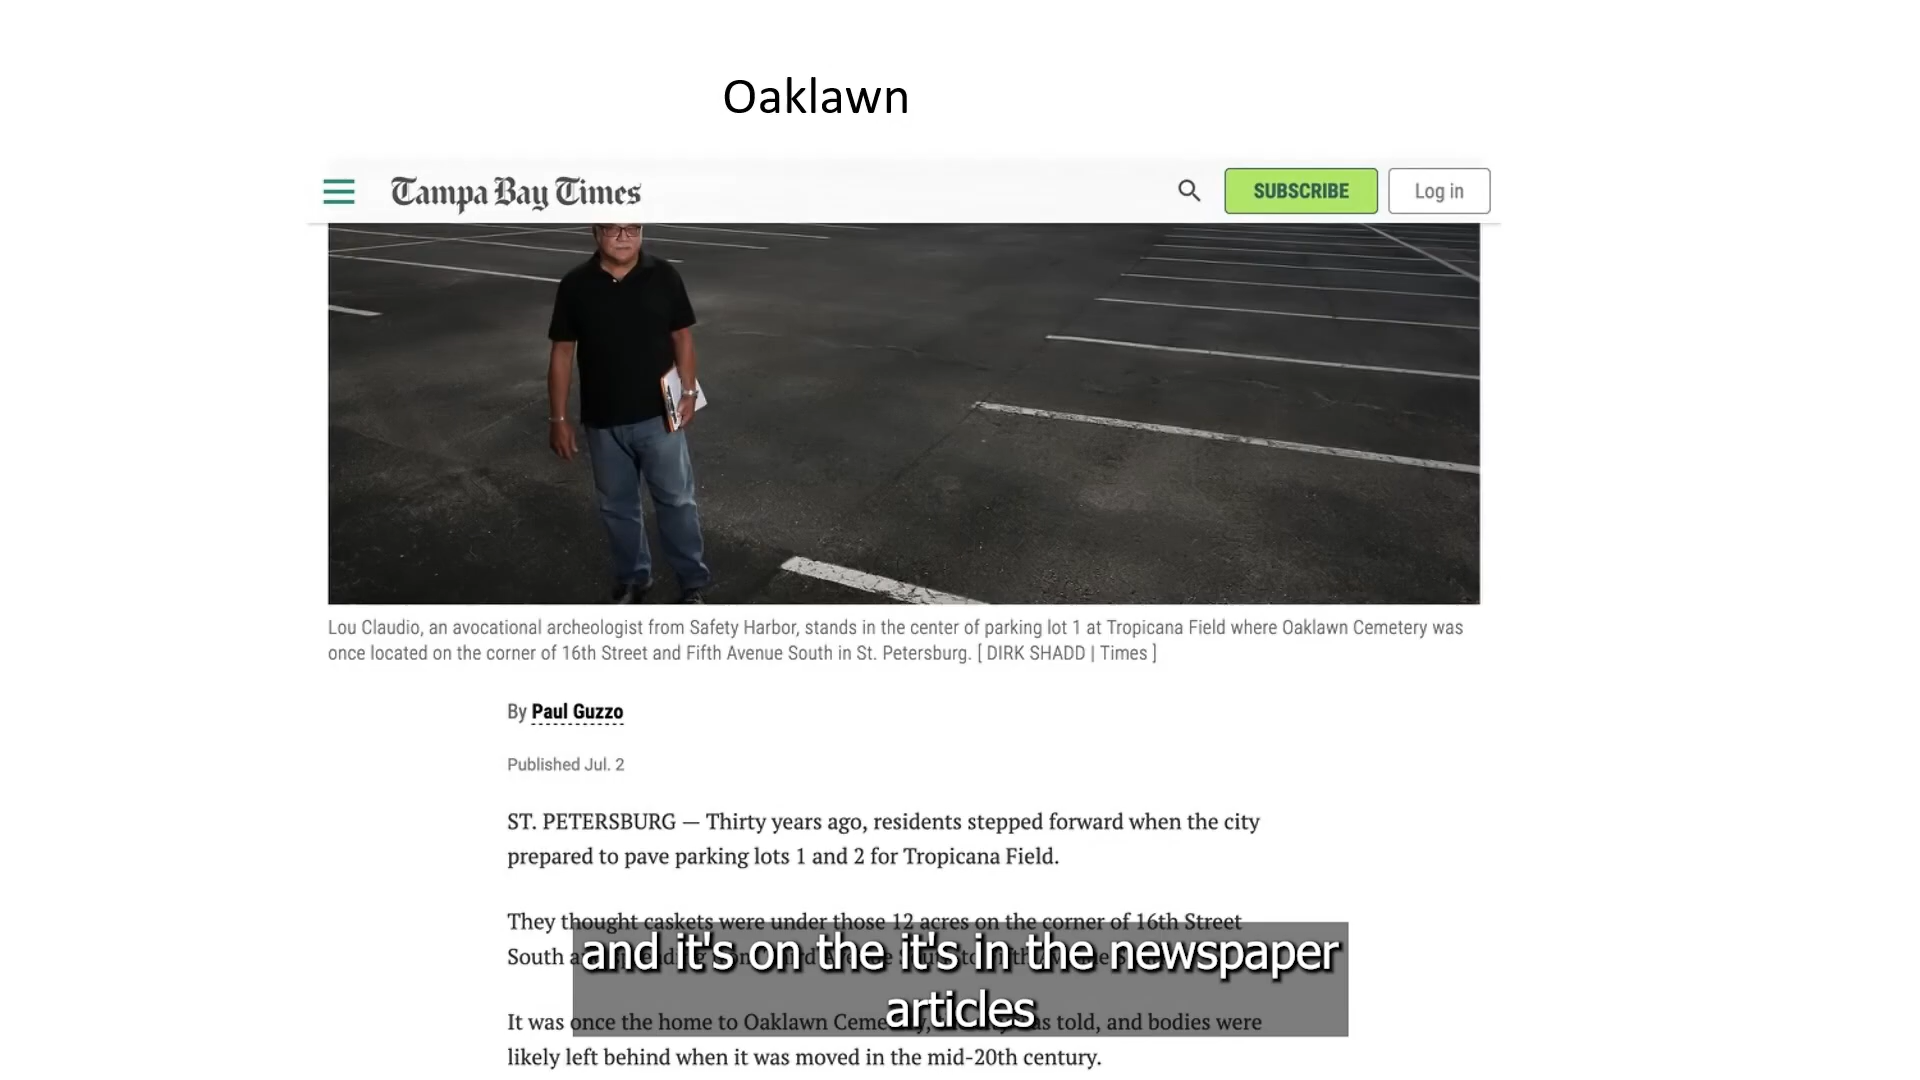 Oaklawn
Tampa Bay Times
SUBSCRIBE
Log in
Lou Claudio, an avocational archeologist from Safety Harbor, stands in the center of parking lot 1 at Tropicana Field where Oaklawn Cemetery was
once located on the corner of 16th Street and Fifth Avenue South in St. Petersburg. [ DIRK SHADD | Times ]
By Paul Guzzo
Published Jul. 2
ST. PETERSBURG — Thirty years ago, residents stepped forward when the city
prepared to pave parking lots 1 and 2 for Tropicana Field.
They thought caskets were under those 12 acres on the corner of 16th Street
South
and it's on the it's in the newspaper
articles
It was once the home to Oaklawn told, and bodies were
likely left behind when it was moved in the mid-20th century.